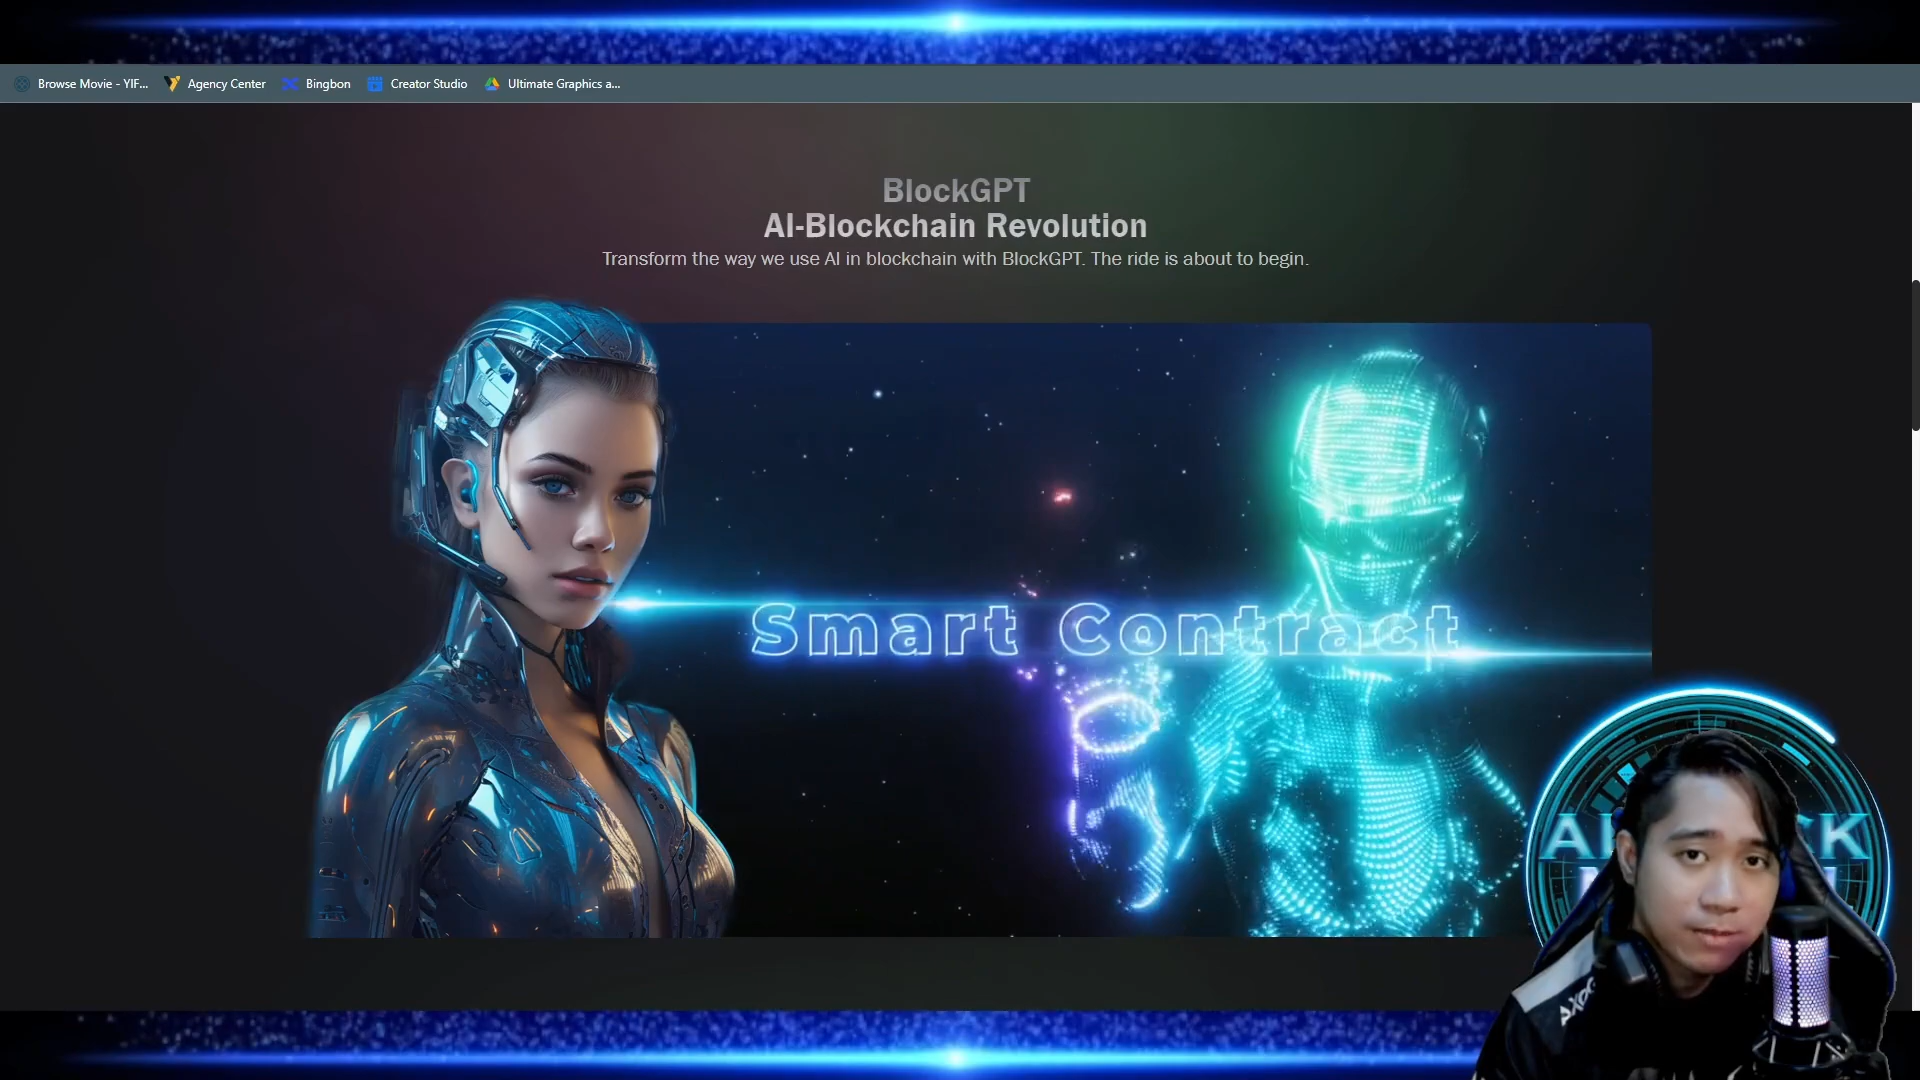 Browse Movie - YIF...
Agency Center
Bingbon
Creator Studio
Ultimate Graphics a...
BlockGPT
AI-Blockchain Revolution
Transform the way we use AI in blockchain with BlockGPT. The ride is about to begin.
Smart Contract